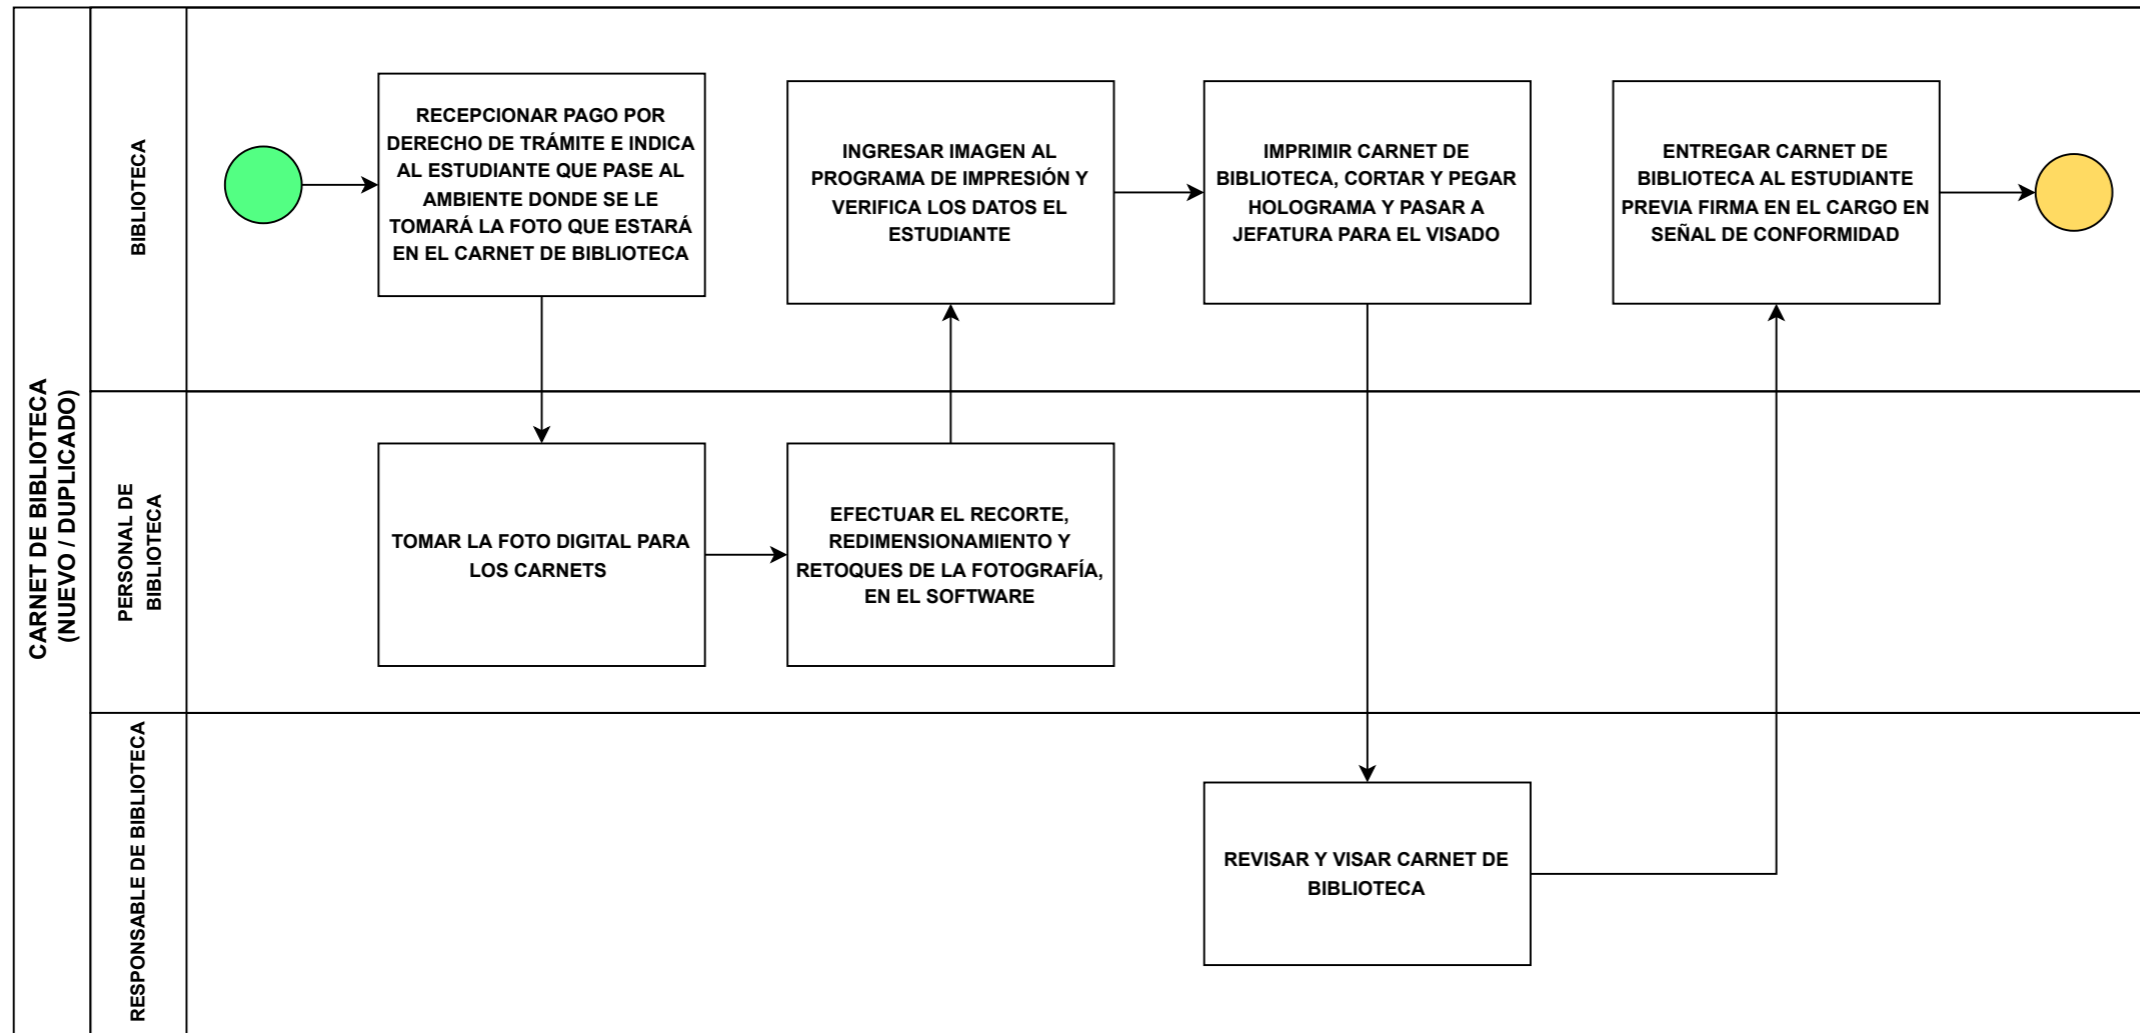 CARNET DE BIBLIOTECA
(NUEVO / DUPLICADO)
BIBLIOTECA
RECEPCIONAR PAGO POR
DERECHO DE TRÁMITE E INDICA
AL ESTUDIANTE QUE PASE AL
AMBIENTE DONDE SE LE
TOMARÁ LA FOTO QUE ESTARÁ
EN EL CARNET DE BIBLIOTECA
INGRESAR IMAGEN AL
PROGRAMA DE IMPRESIÓN Y
VERIFICA LOS DATOS EL
ESTUDIANTE
IMPRIMIR CARNET DE
BIBLIOTECA, CORTAR Y PEGAR
HOLOGRAMA Y PASAR A
JEFATURA PARA EL VISADO
ENTREGAR CARNET DE
BIBLIOTECA AL ESTUDIANTE
PREVIA FIRMA EN EL CARGO EN
SEÑAL DE CONFORMIDAD
PERSONAL DE
BIBLIOTECA
TOMAR LA FOTO DIGITAL PARA
LOS CARNETS
EFECTUAR EL RECORTE,
REDIMENSIONAMIENTO Y
RETOQUES DE LA FOTOGRAFÍA,
EN EL SOFTWARE
RESPONSABLE DE BIBLIOTECA
REVISAR Y VISAR CARNET DE
BIBLIOTECA